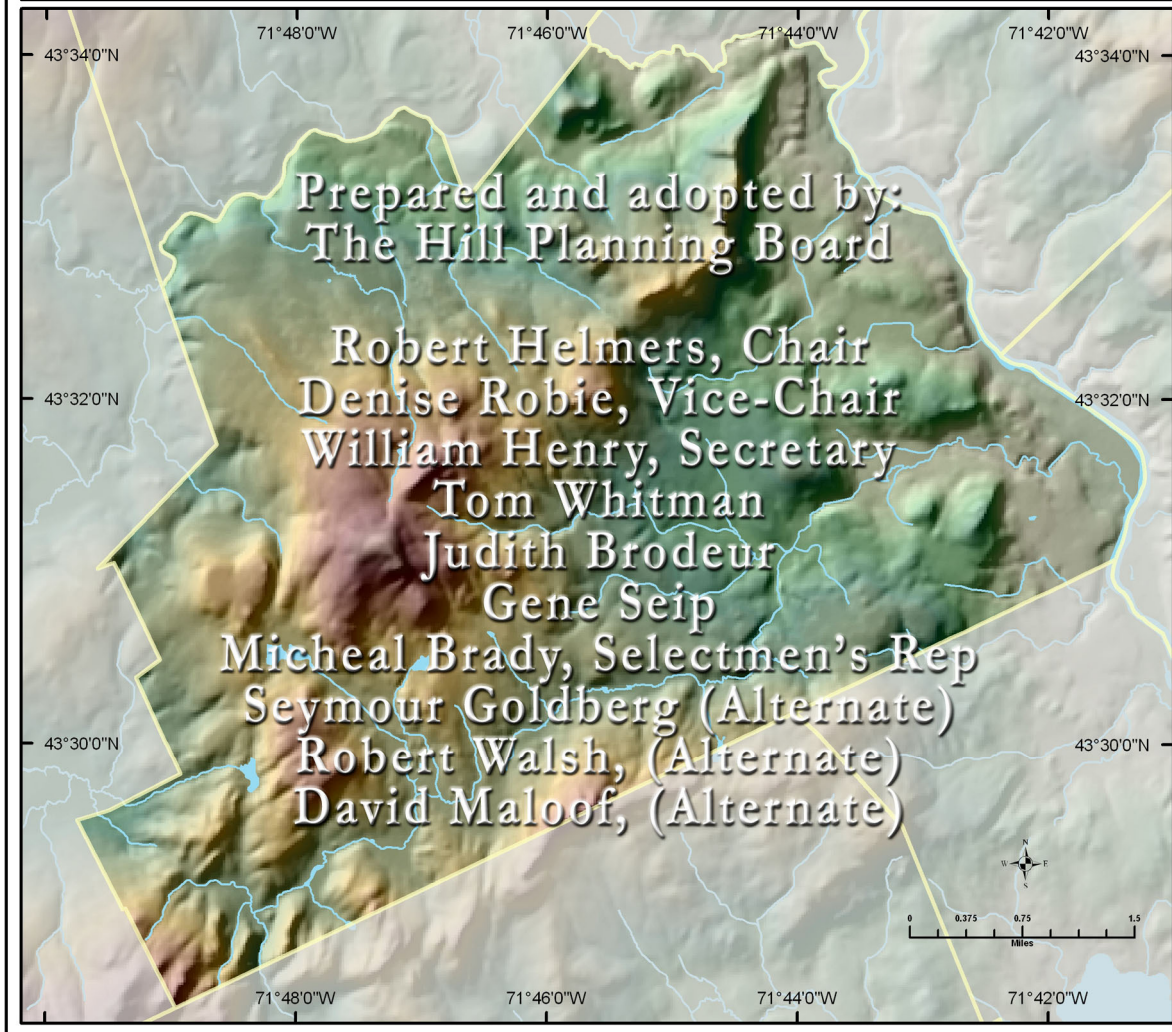 71°48'0"W 71°46'0"W 71°44'0"W 71°42'0"W
43°34'0"N 43°34'0"N
Prepared and adopted by:
The Hill Planning Board
Robert Helmers, Chair
Denise Robie, Vice-Chair
43°32'0"N 43°32'0"N
William Henry, Secretary
Tom Whitman
Judith Brodeur
Gene Seip
Micheal Brady, Selectmen's Rep
Seymour Goldberg (Alternate)
43°30'0"N 43°30'0"N
Robert Walsh, (Alternate)
David Maloof, (Alternate)
N
W E
S
0 0.375 0.75 1.5
Miles
71°48'0"W 71°46'0"W 71°44'0"W 71°42'0"W